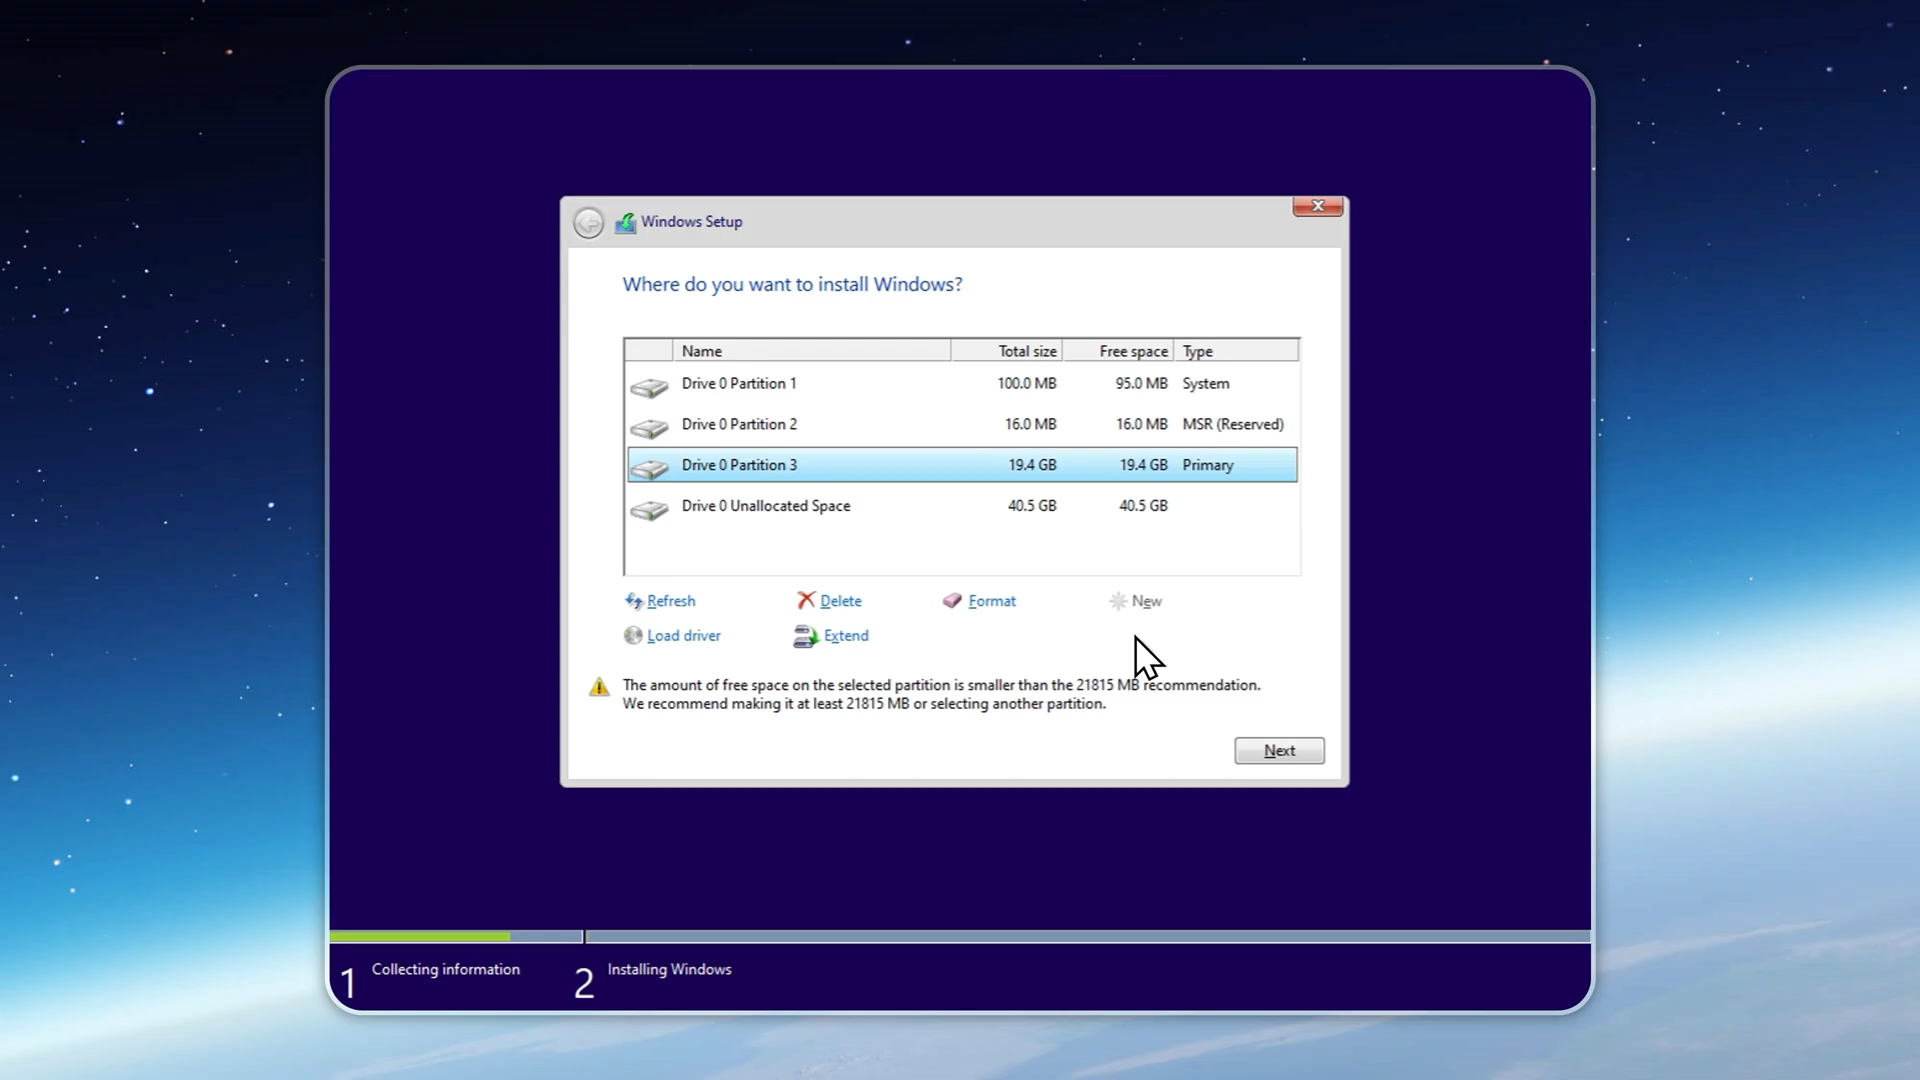 Windows Setup
Where do you want to install Windows?
Name Total size Free space Type
Drive 0 Partition 1 100.0 MB 95.0 MB System
Drive 0 Partition 2 16.0 MB 16.0 MB MSR (Reserved)
Drive 0 Partition 3 19.4 GB 19.4 GB Primary
Drive 0 Unallocated Space 40.5 GB 40.5 GB
Refresh Delete Format New
Load driver Extend
The amount of free space on the selected partition is smaller than the 21815 MB recommendation.
We recommend making it at least 21815 MB or selecting another partition.
Next
1 Collecting information 2 Installing Windows